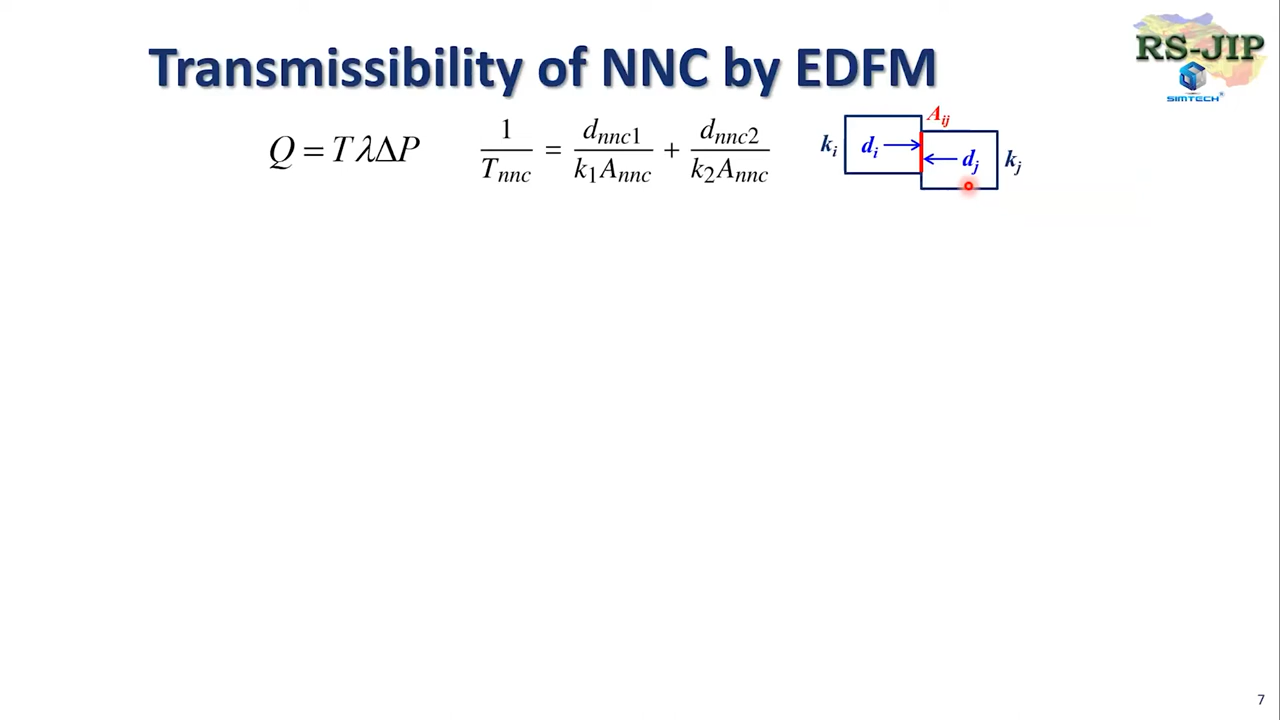 Transmissibility of NNC by EDFM
RS-JIP
SIMTECH
Q = TλΔP
1/T_nnc = d_nnc1/(k_1 A_nnc) + d_nnc2/(k_2 A_nnc)
A_ij
k_i d_i d_j k_j
7